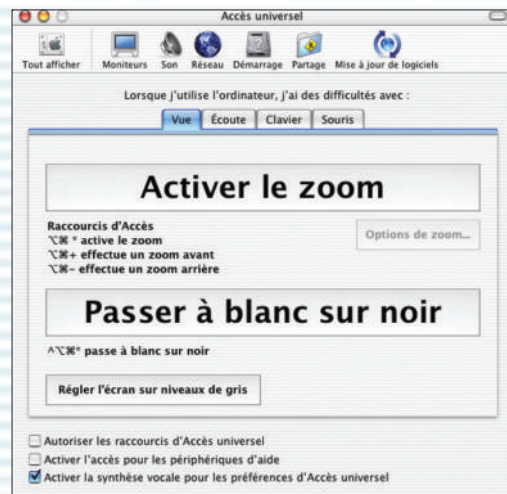 Accès universel
Tout afficher Moniteurs Son Réseau Démarrage Partage Mise à jour de logiciels
Lorsque j'utilise l'ordinateur, j'ai des difficultés avec :
Vue Écoute Clavier Souris
Activer le zoom
Raccourcis d'Accès
⌥⌘ * active le zoom
Options de zoom...
⌥⌘+ effectue un zoom avant
⌥⌘- effectue un zoom arrière
Passer à blanc sur noir
^⌥⌘* passe à blanc sur noir
Régler l'écran sur niveaux de gris
Autoriser les raccourcis d'Accès universel
Activer l'accès pour les périphériques d'aide
Activer la synthèse vocale pour les préférences d'Accès universel